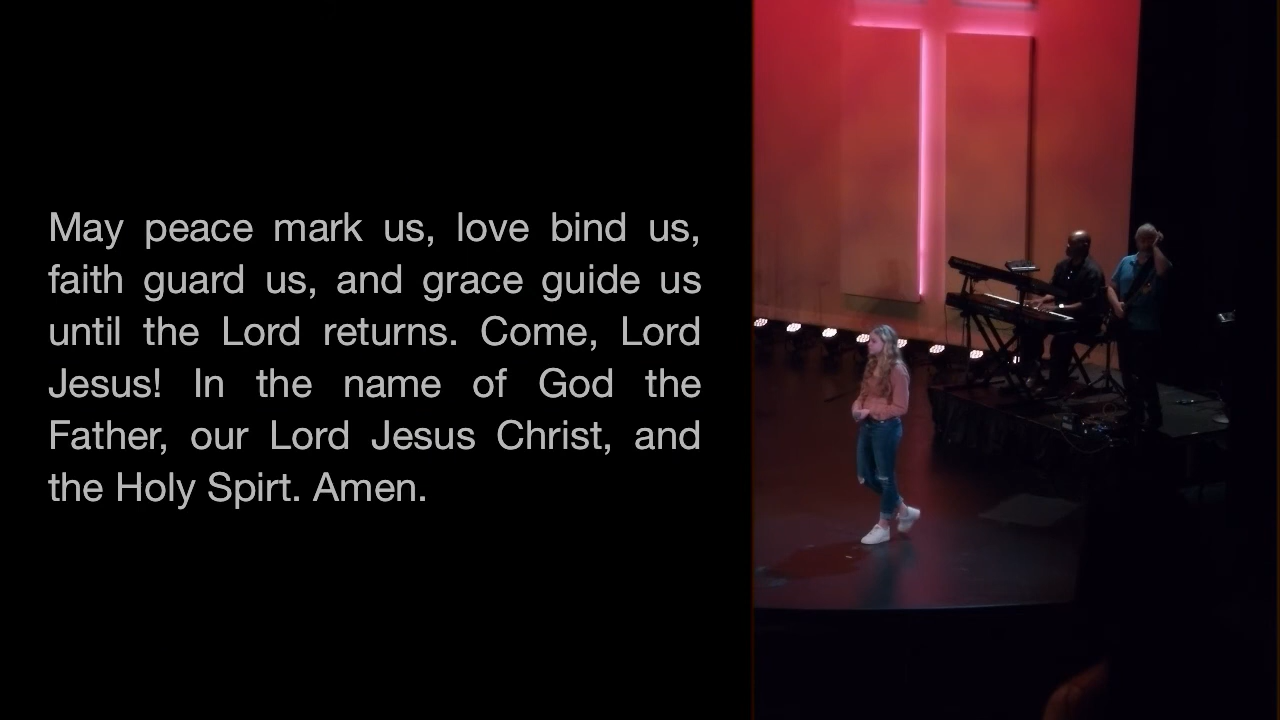 May peace mark us, love bind us,
faith guard us, and grace guide us
until the Lord returns. Come, Lord
Jesus! In the name of God the
Father, our Lord Jesus Christ, and
the Holy Spirt. Amen.